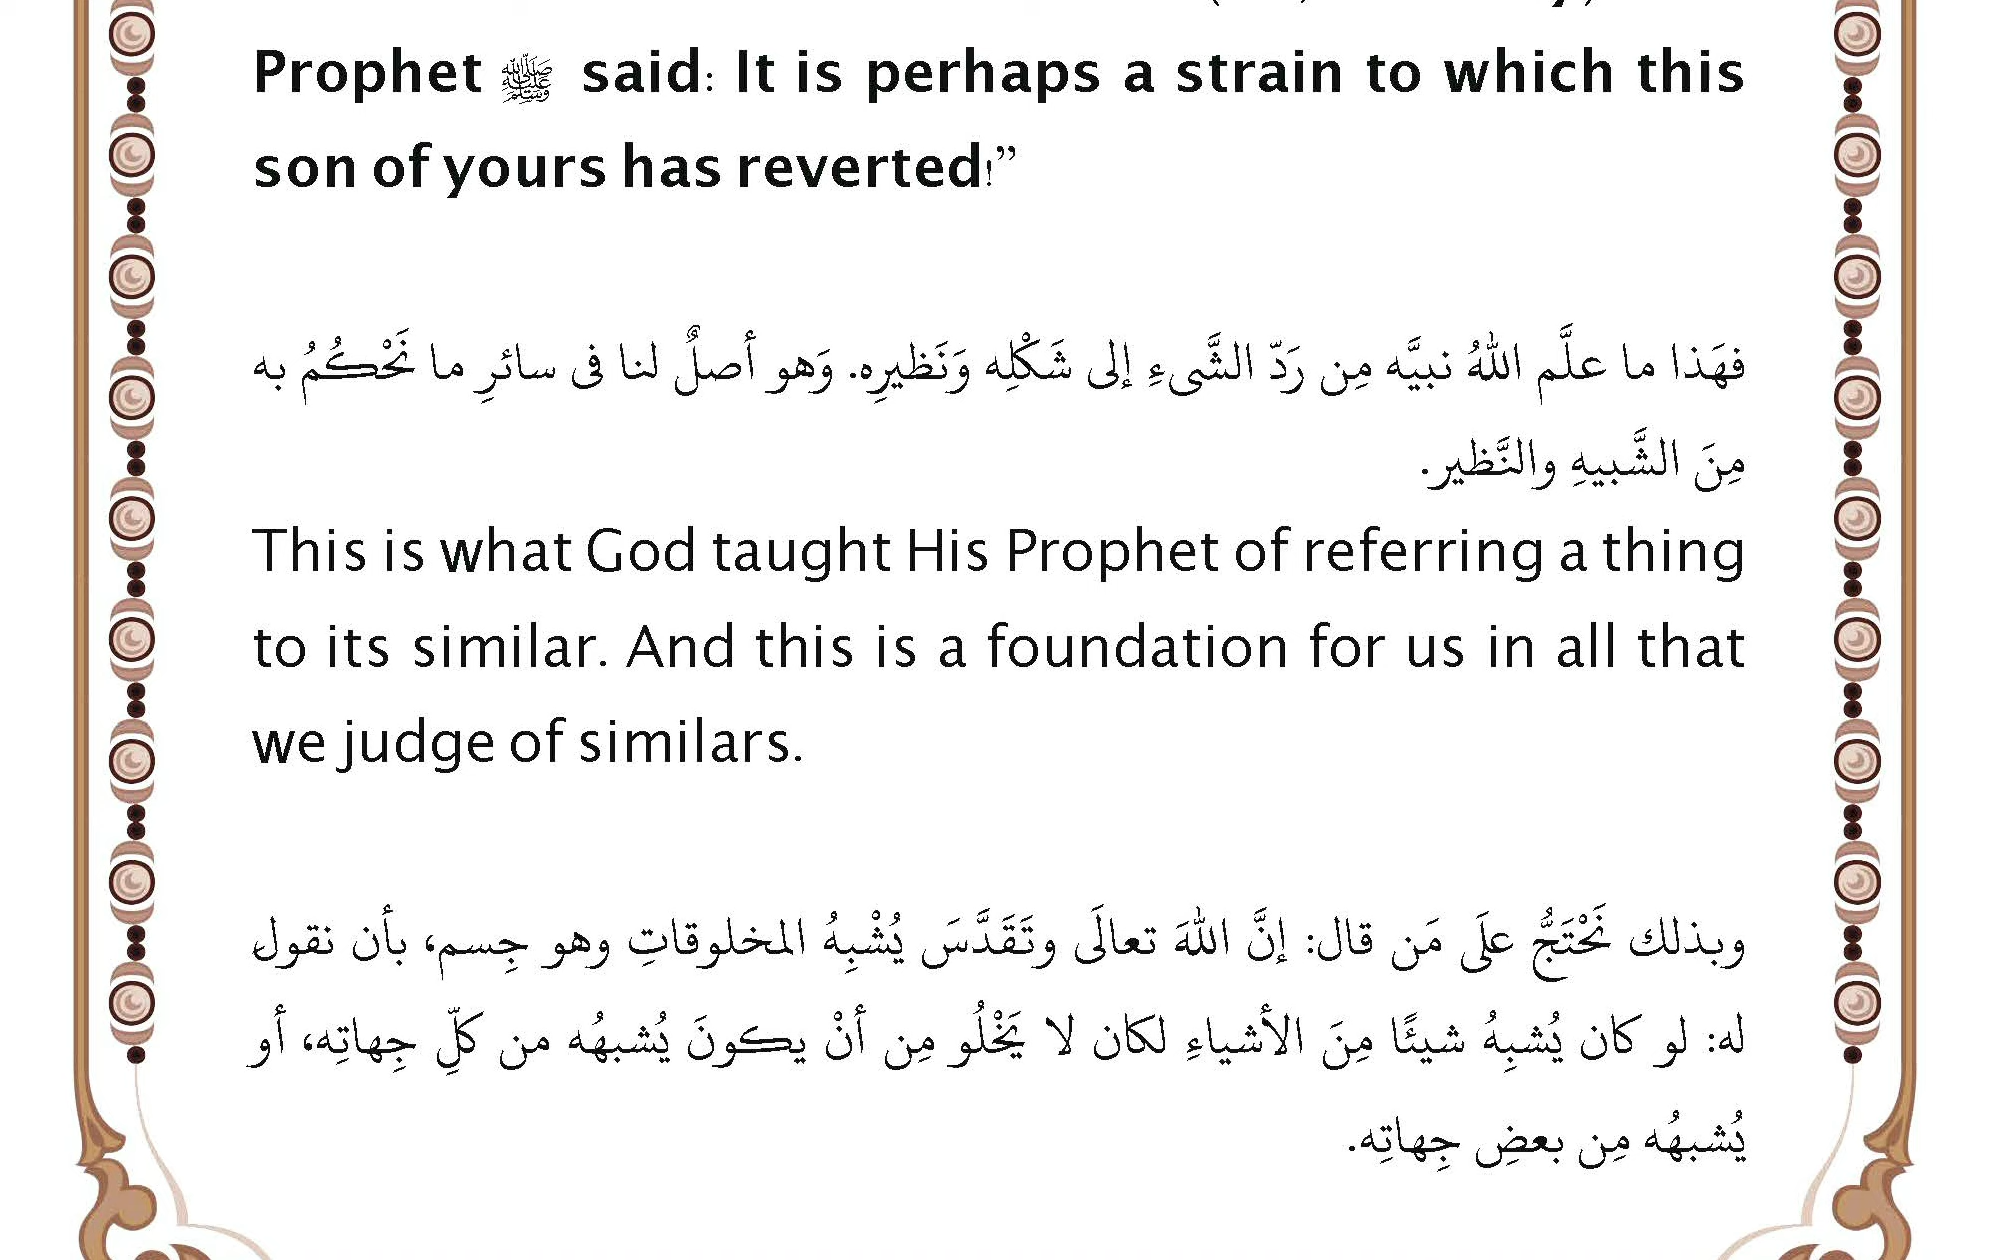 Prophet ﷺ said: It is perhaps a strain to which this
son of yours has reverted!”
فهَذا ما علَّم اللهُ نبيَّه مِن رَدّ الشَّىءِ إلى شَكْلِه وَنَظيرِه. وَهو أصلٌ لنا فى سائرِ ما نَحْكُمُ به
مِنَ الشَّبيهِ والنَّظير.
This is what God taught His Prophet of referring a thing
to its similar. And this is a foundation for us in all that
we judge of similars.
وبذلك نَحْتَجُّ علَى مَن قال: إنَّ اللهَ تعالَى وتَقَدَّسَ يُشْبِهُ المخلوقاتِ وهو جِسم، بأن نقول
له: لو كان يُشبِهُ شيئًا مِنَ الأشياءِ لكان لا يَخْلُو مِن أنْ يكونَ يُشبهُه من كلِّ جِهاتِه، أو
يُشبهُه مِن بعضِ جِهاتِه.